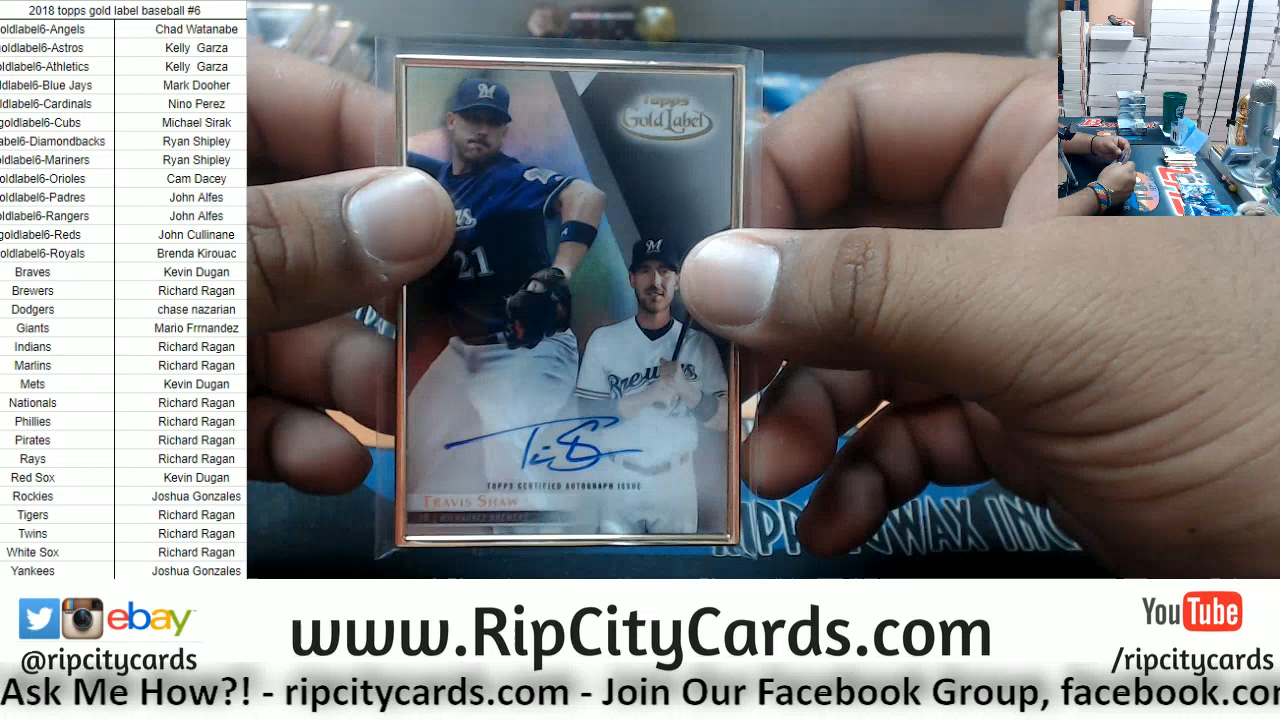 2018 topps gold label baseball #6
oldlabel6-Angels Chad Watanabe
oldlabel6-Astros Kelly Garza
oldlabel6-Athletics Kelly Garza
oldlabel6-Blue Jays Mark Dooher
oldlabel6-Cardinals Nino Perez
goldlabel6-Cubs Michael Sirak
label6-Diamondbacks Ryan Shipley
oldlabel6-Mariners Ryan Shipley
oldlabel6-Orioles Cam Dacey
oldlabel6-Padres John Alfes
oldlabel6-Rangers John Alfes
goldlabel6-Reds John Cullinane
oldlabel6-Royals Brenda Kirouac
Braves Kevin Dugan
Brewers Richard Ragan
Dodgers chase nazarian
Giants Mario Frrnandez
Indians Richard Ragan
Marlins Richard Ragan
Mets Kevin Dugan
Nationals Richard Ragan
Phillies Richard Ragan
Pirates Richard Ragan
Rays Richard Ragan
Red Sox Kevin Dugan
Rockies Joshua Gonzales
Tigers Richard Ragan
Twins Richard Ragan
White Sox Richard Ragan
Yankees Joshua Gonzales
Topps
Gold Label
M
21
M
Brewers
TOPPS CERTIFIED AUTOGRAPH ISSUE
TRAVIS SHAW
MILWAUKEE BREWERS
WAX INC
ebay
@ripcitycards
www.RipCityCards.com
YouTube
/ripcitycards
Ask Me How?! - ripcitycards.com - Join Our Facebook Group, facebook.co